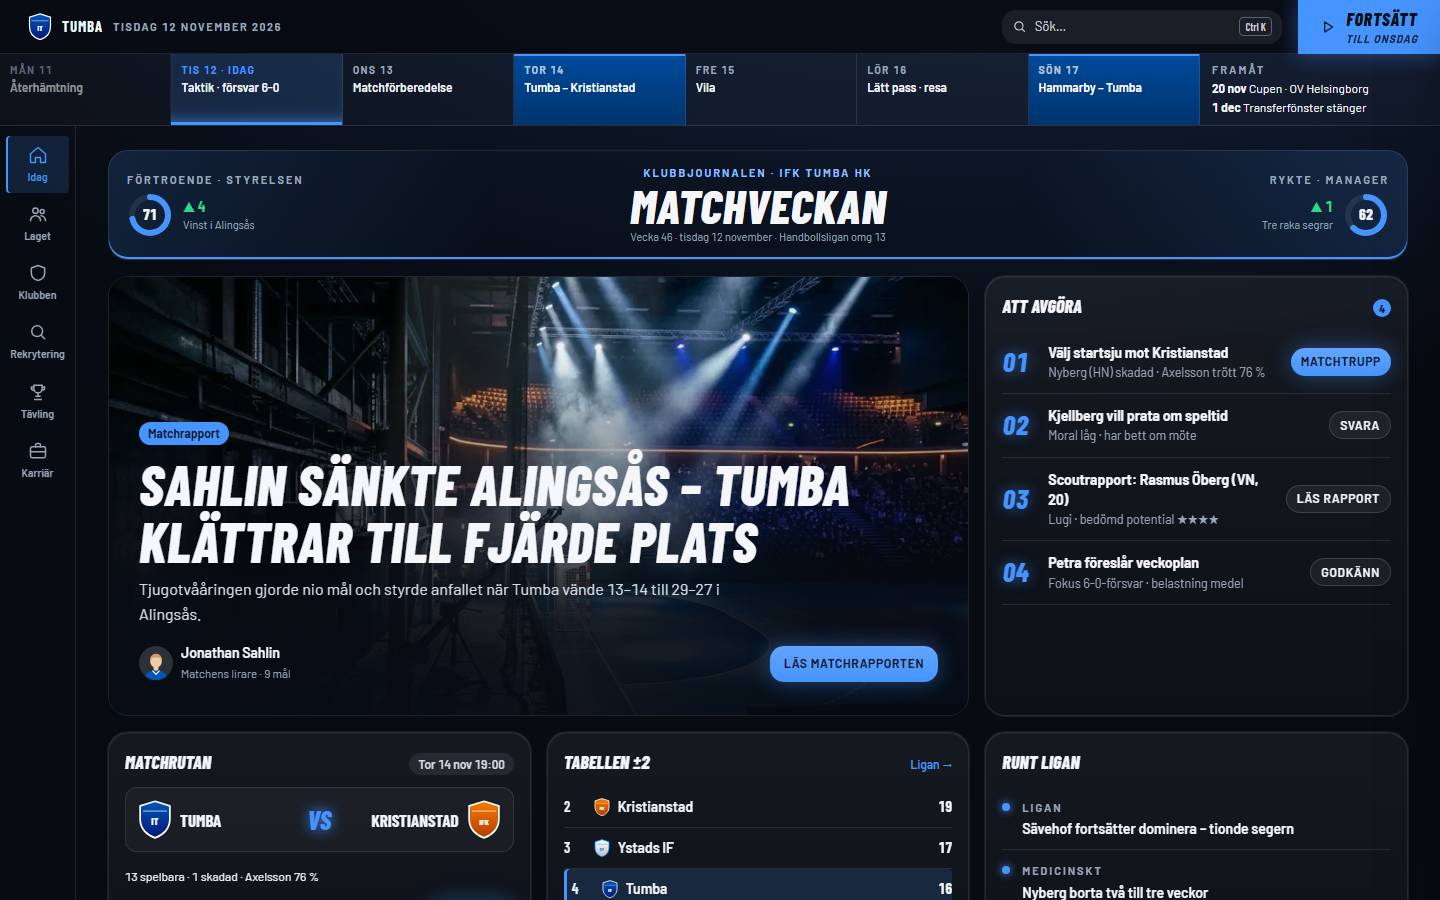 IT
TUMBA TISDAG 12 NOVEMBER 2026
Sök... Ctrl K
FORTSÄTT
TILL ONSDAG
MÅN 11
Återhämtning
TIS 12 · IDAG
Taktik · försvar 6-0
ONS 13
Matchförberedelse
TOR 14
Tumba – Kristianstad
FRE 15
Vila
LÖR 16
Lätt pass · resa
SÖN 17
Hammarby – Tumba
FRAMÅT
20 nov Cupen · OV Helsingborg
1 dec Transferfönster stänger
Idag
Laget
Klubben
Rekrytering
Tävling
Karriär
FÖRTROENDE · STYRELSEN
71
▲ 4
Vinst i Alingsås
KLUBBJOURNALEN · IFK TUMBA HK
MATCHVECKAN
Vecka 46 · tisdag 12 november · Handbollsligan omg 13
RYKTE · MANAGER
▲ 1
Tre raka segrar
62
Matchrapport
SAHLIN SÄNKTE ALINGSÅS – TUMBA
KLÄTTRAR TILL FJÄRDE PLATS
Tjugotvååringen gjorde nio mål och styrde anfallet när Tumba vände 13–14 till 29–27 i
Alingsås.
Jonathan Sahlin
Matchens lirare · 9 mål
LÄS MATCHRAPPORTEN
ATT AVGÖRA 4
01
Välj startsju mot Kristianstad
Nyberg (HN) skadad · Axelsson trött 76 %
MATCHTRUPP
02
Kjellberg vill prata om speltid
Moral låg · har bett om möte
SVARA
03
Scoutrapport: Rasmus Öberg (VN,
20)
Lugi · bedömd potential ★★★★
LÄS RAPPORT
04
Petra föreslår veckoplan
Fokus 6-0-försvar · belastning medel
GODKÄNN
MATCHRUTAN Tor 14 nov 19:00
IT TUMBA VS KRISTIANSTAD IFK
13 spelbara · 1 skadad · Axelsson 76 %
TABELLEN ±2 Ligan →
2 Kristianstad 19
3 Ystads IF 17
4 Tumba 16
RUNT LIGAN
LIGAN
Sävehof fortsätter dominera – tionde segern
MEDICINSKT
Nyberg borta två till tre veckor